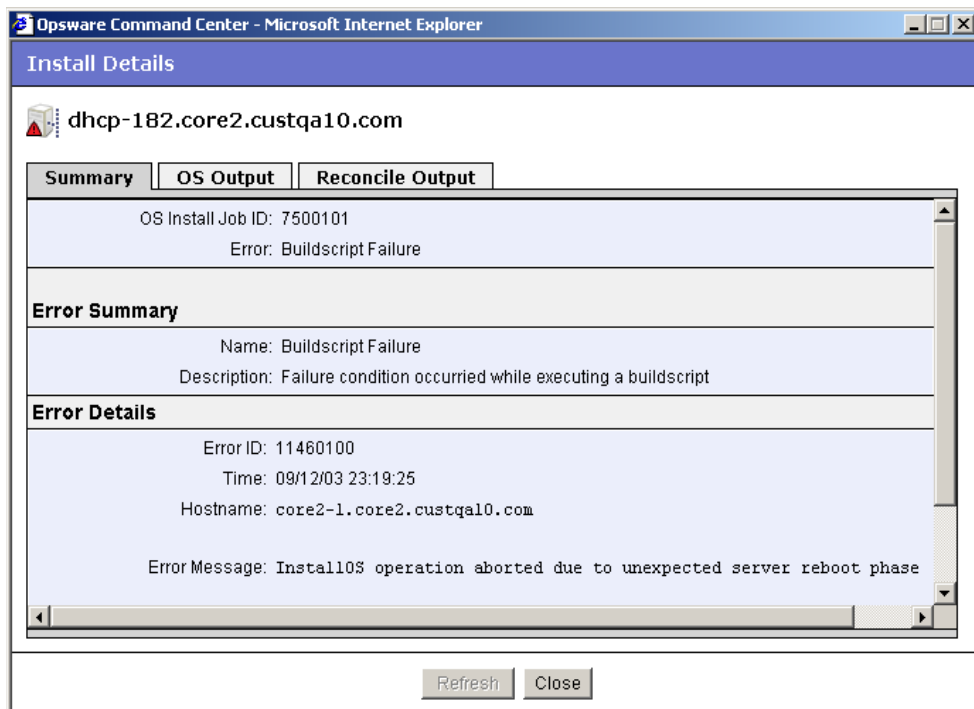 Opsware Command Center - Microsoft Internet Explorer
Install Details
dhcp-182.core2.custqa10.com
Summary OS Output Reconcile Output
OS Install Job ID: 7500101
Error: Buildscript Failure
Error Summary
Name: Buildscript Failure
Description: Failure condition occurried while executing a buildscript
Error Details
Error ID: 11460100
Time: 09/12/03 23:19:25
Hostname: core2-1.core2.custqa10.com
Error Message: InstallOS operation aborted due to unexpected server reboot phase
Refresh Close